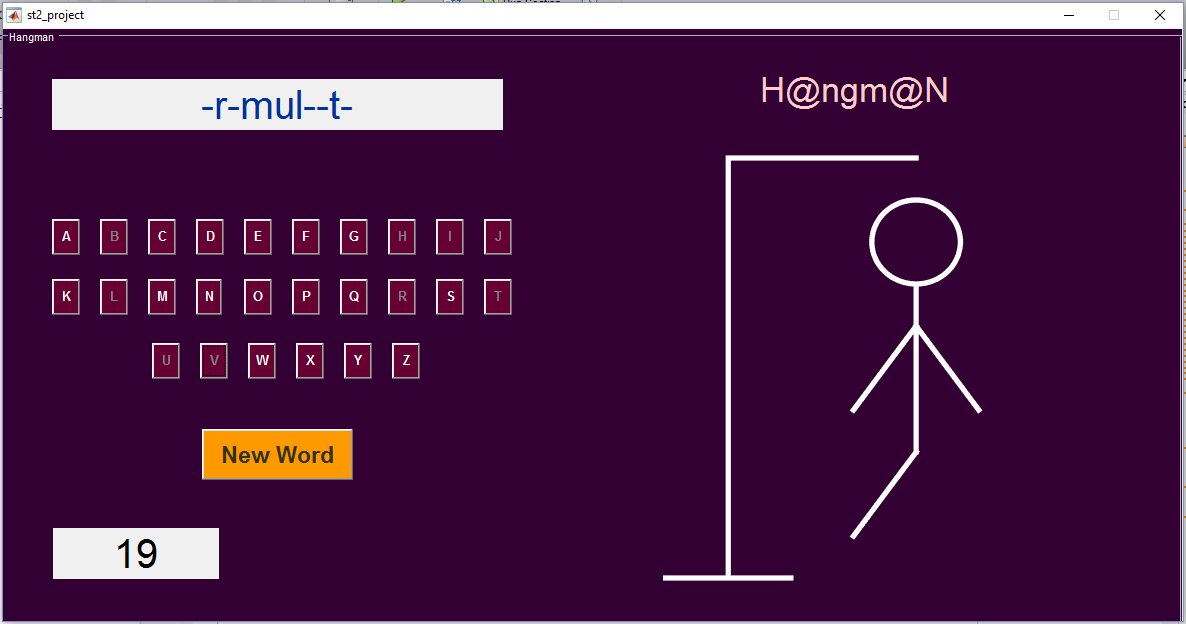 st2_project
Hangman
-r-mul--t-
H@ngm@N
A B C D E F G H I J
K L M N O P Q R S T
U V W X Y Z
New Word
19